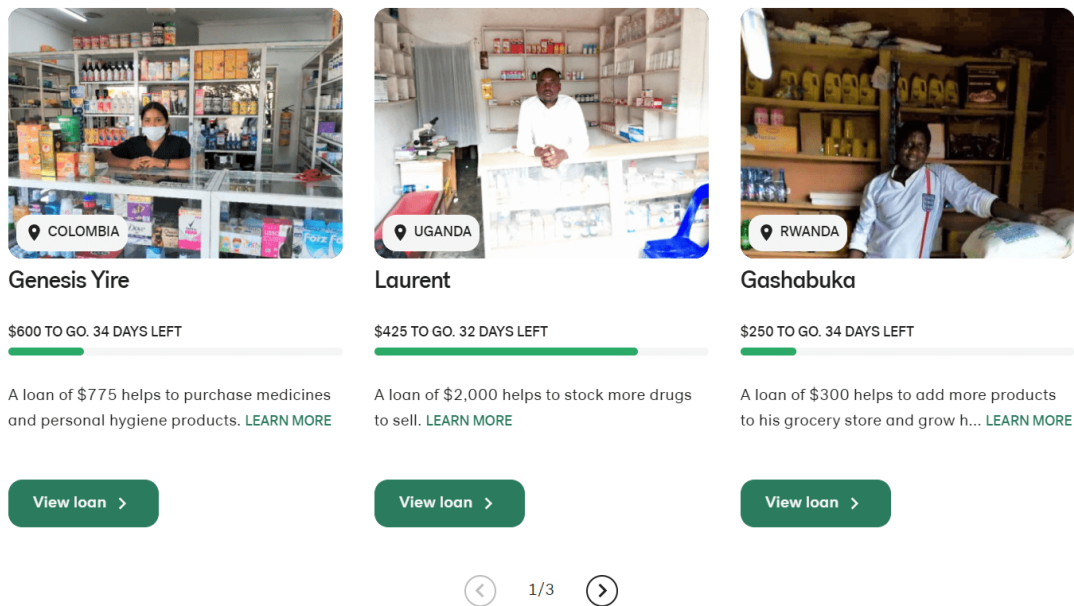 COLOMBIA
Genesis Yire
$600 TO GO. 34 DAYS LEFT
A loan of $775 helps to purchase medicines
and personal hygiene products. LEARN MORE
View loan
UGANDA
Laurent
$425 TO GO. 32 DAYS LEFT
A loan of $2,000 helps to stock more drugs
to sell. LEARN MORE
View loan
RWANDA
Gashabuka
$250 TO GO. 34 DAYS LEFT
A loan of $300 helps to add more products
to his grocery store and grow h... LEARN MORE
View loan
1/3